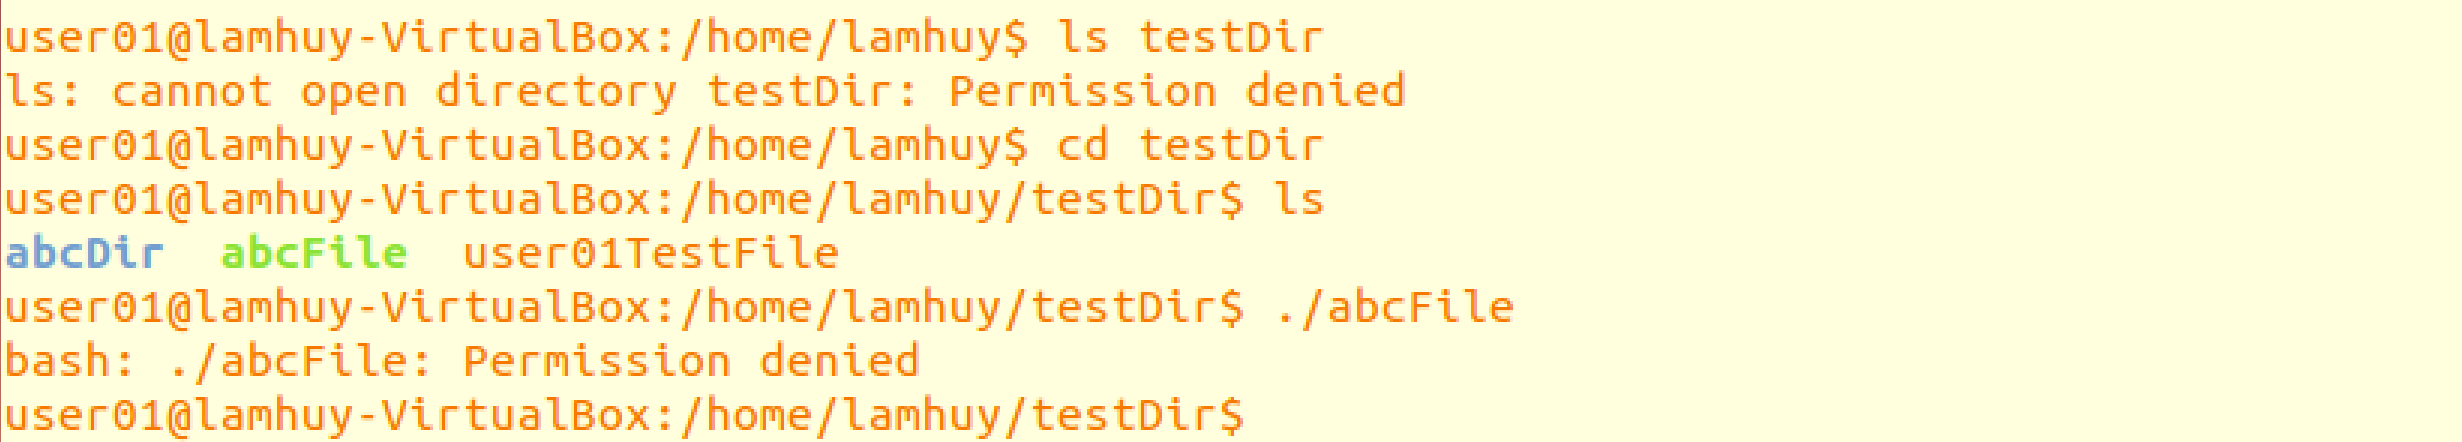 user01@lamhuy-VirtualBox:/home/lamhuy$ ls testDir
ls: cannot open directory testDir: Permission denied
user01@lamhuy-VirtualBox:/home/lamhuy$ cd testDir
user01@lamhuy-VirtualBox:/home/lamhuy/testDir$ ls
abcDir  abcFile  user01TestFile
user01@lamhuy-VirtualBox:/home/lamhuy/testDir$ ./abcFile
bash: ./abcFile: Permission denied
user01@lamhuy-VirtualBox:/home/lamhuy/testDir$